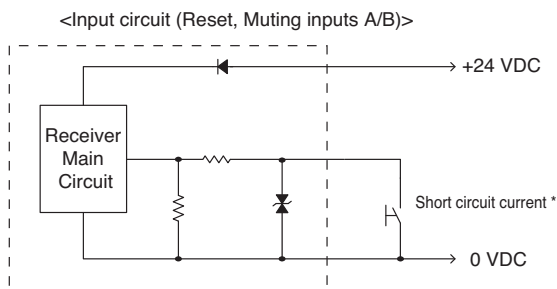 <Input circuit (Reset, Muting inputs A/B)>
+24 VDC
Receiver
Main
Circuit
Short circuit current *
0 VDC